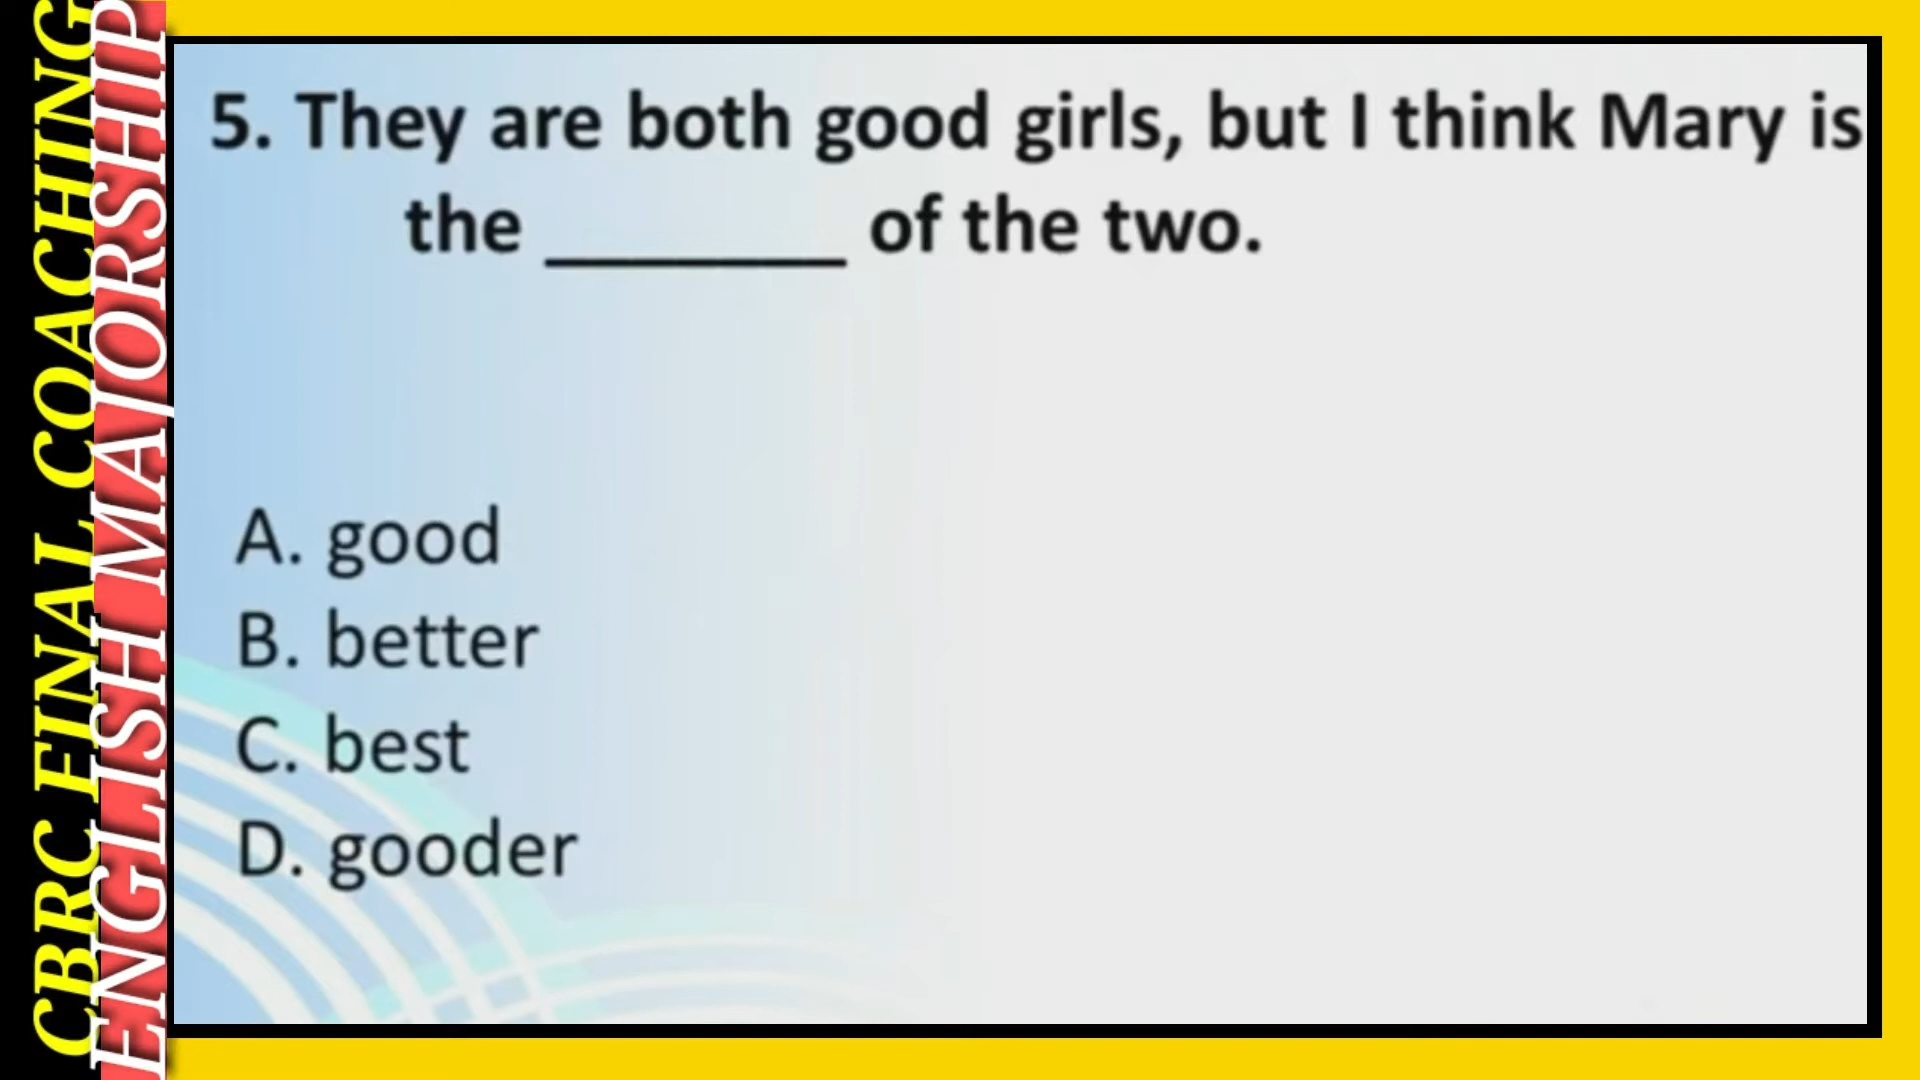 CBRC FINAL COACHING
ENGLISH MAJORSHIP
5. They are both good girls, but I think Mary is
the ________ of the two.
A. good
B. better
C. best
D. gooder